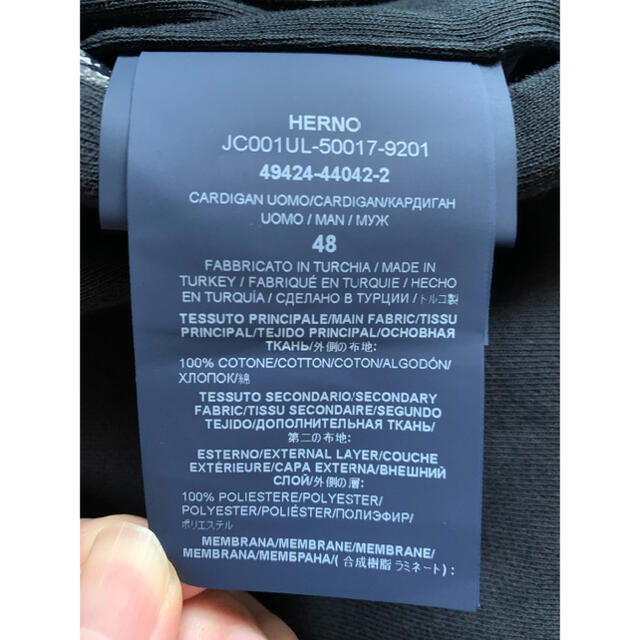 HERNO
JC001UL-50017-9201
49424-44042-2
CARDIGAN UOMO/CARDIGAN/КАРДИГАН
UOMO / MAN / МУЖ
48
FABBRICATO IN TURCHIA / MADE IN
TURKEY / FABRIQUÉ EN TURQUIE / HECHO
EN TURQUÍA / СДЕЛАНО В ТУРЦИИ / トルコ製
TESSUTO PRINCIPALE/MAIN FABRIC/TISSU
PRINCIPAL/TEJIDO PRINCIPAL/ОСНОВНАЯ
ТКАНЬ/外側の布地:
100% COTONE/COTTON/COTON/ALGODÓN/
ХЛОПОК/綿
TESSUTO SECONDARIO/SECONDARY
FABRIC/TISSU SECONDAIRE/SEGUNDO
TEJIDO/ДОПОЛНИТЕЛЬНАЯ ТКАНЬ/
第二の布地:
ESTERNO/EXTERNAL LAYER/COUCHE
EXTÉRIEURE/CAPA EXTERNA/ВНЕШНИЙ
СЛОЙ/外側の層:
100% POLIESTERE/POLYESTER/
POLYESTER/POLIÉSTER/ПОЛИЭФИР/
ポリエステル
MEMBRANA/MEMBRANE/MEMBRANE/
MEMBRANA/МЕМБРАНА/( 合成樹脂 ラミネート) :